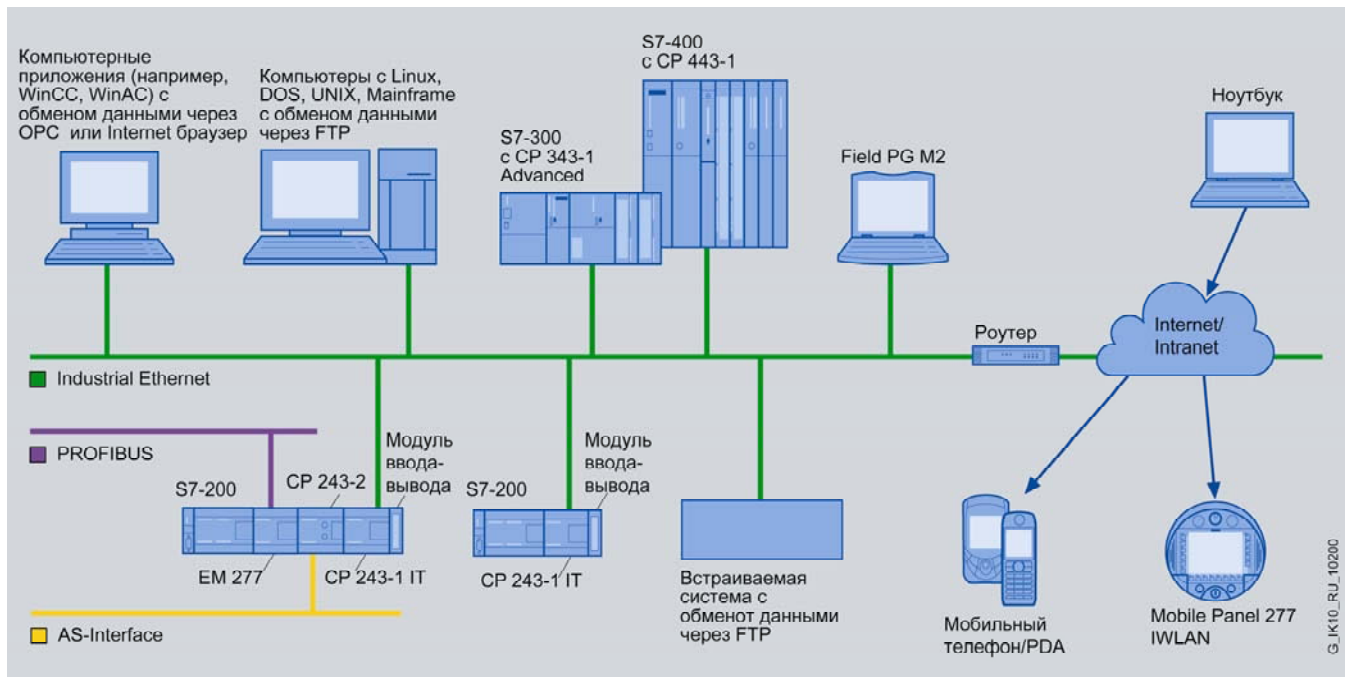 Компьютерные
приложения (например,
WinCC, WinAC) с
обменом данными через
OPC или Internet браузер
Компьютеры с Linux,
DOS, UNIX, Mainframe
с обменом данными
через FTP
S7-300
с CP 343-1
Advanced
S7-400
с CP 443-1
Field PG M2
Ноутбук
Роутер
Internet/
Intranet
Industrial Ethernet
PROFIBUS
S7-200
CP 243-2
Модуль
ввода-
вывода
EM 277
CP 243-1 IT
S7-200
Модуль
ввода-
вывода
CP 243-1 IT
Встраиваемая
система с
обменот данными
через FTP
Мобильный
телефон/PDA
Mobile Panel 277
IWLAN
AS-Interface
G_IK10_RU_10200